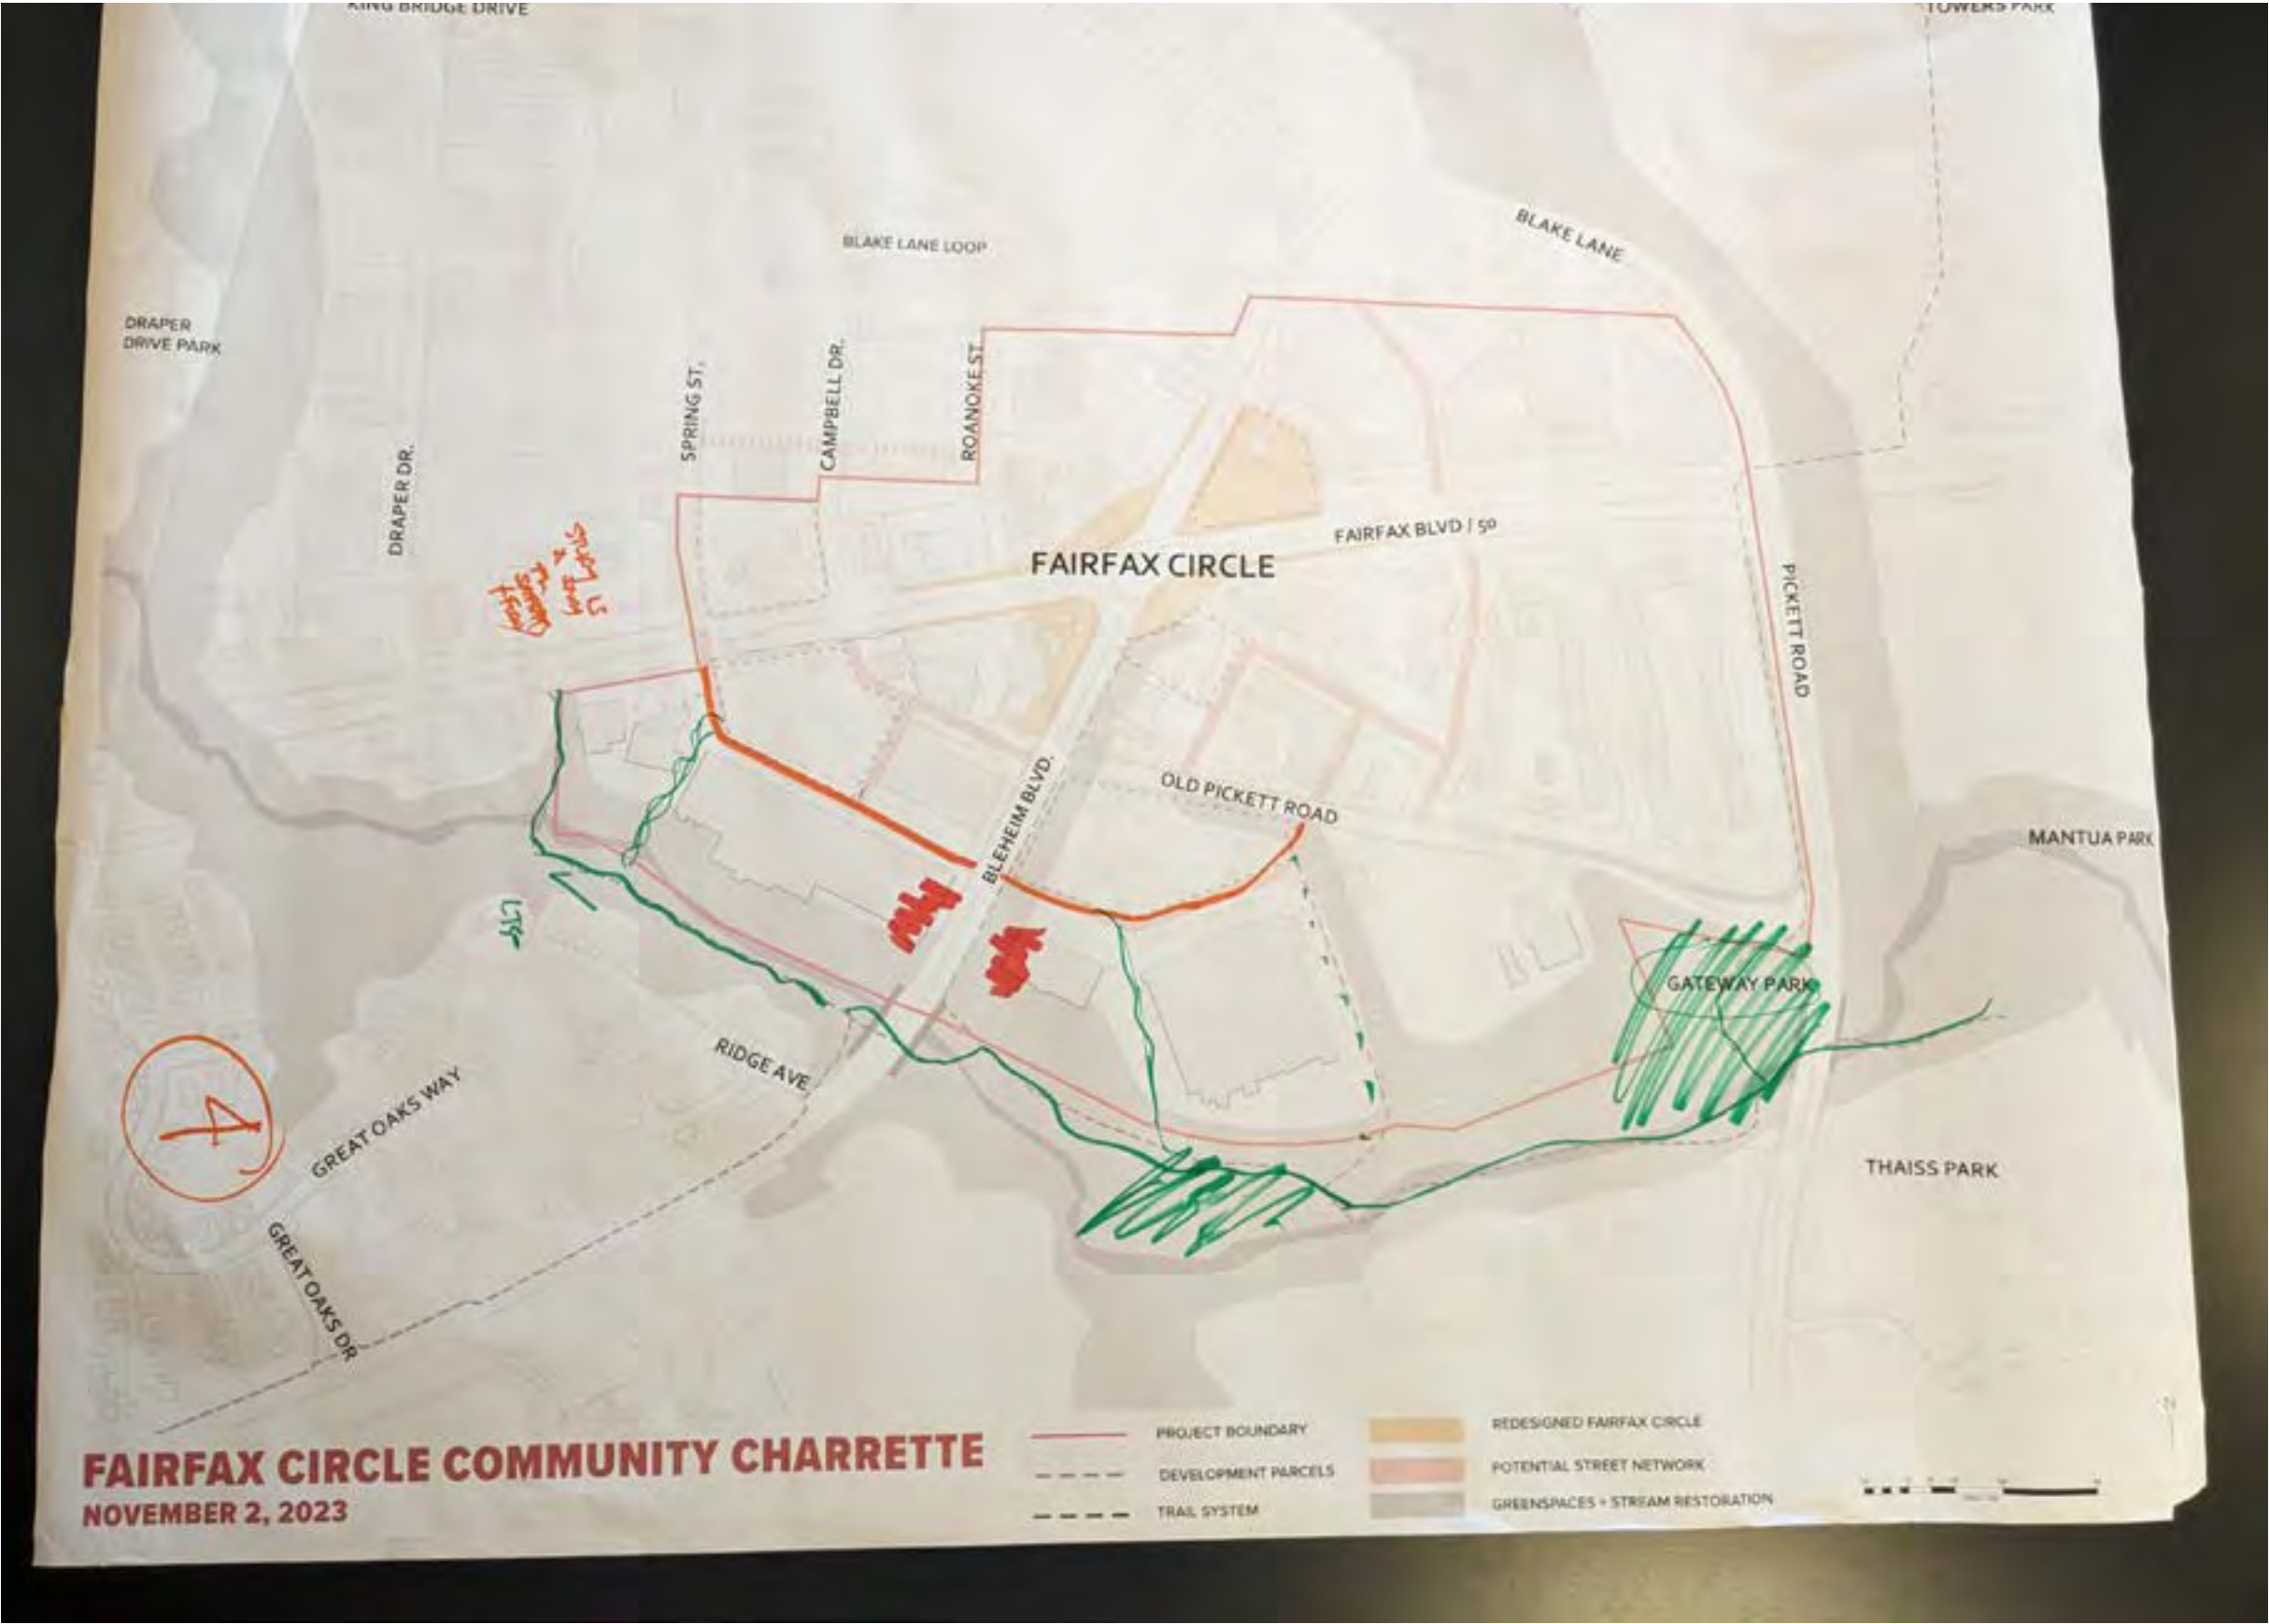 KING BRIDGE DRIVE
TOWERS PARK
BLAKE LANE
BLAKE LANE LOOP
DRAPER
DRIVE PARK
SPRING ST.
CAMPBELL DR.
ROANOKE ST.
DRAPER DR.
FAIRFAX BLVD / 50
FAIRFAX CIRCLE
PICKETT ROAD
OLD PICKETT ROAD
BLEHEIM BLVD.
MANTUA PARK
GATEWAY PARK
RIDGE AVE.
GREAT OAKS WAY
THAISS PARK
GREAT OAKS DR
4
FAIRFAX CIRCLE COMMUNITY CHARRETTE
NOVEMBER 2, 2023
PROJECT BOUNDARY
DEVELOPMENT PARCELS
TRAIL SYSTEM
REDESIGNED FAIRFAX CIRCLE
POTENTIAL STREET NETWORK
GREENSPACES + STREAM RESTORATION
N